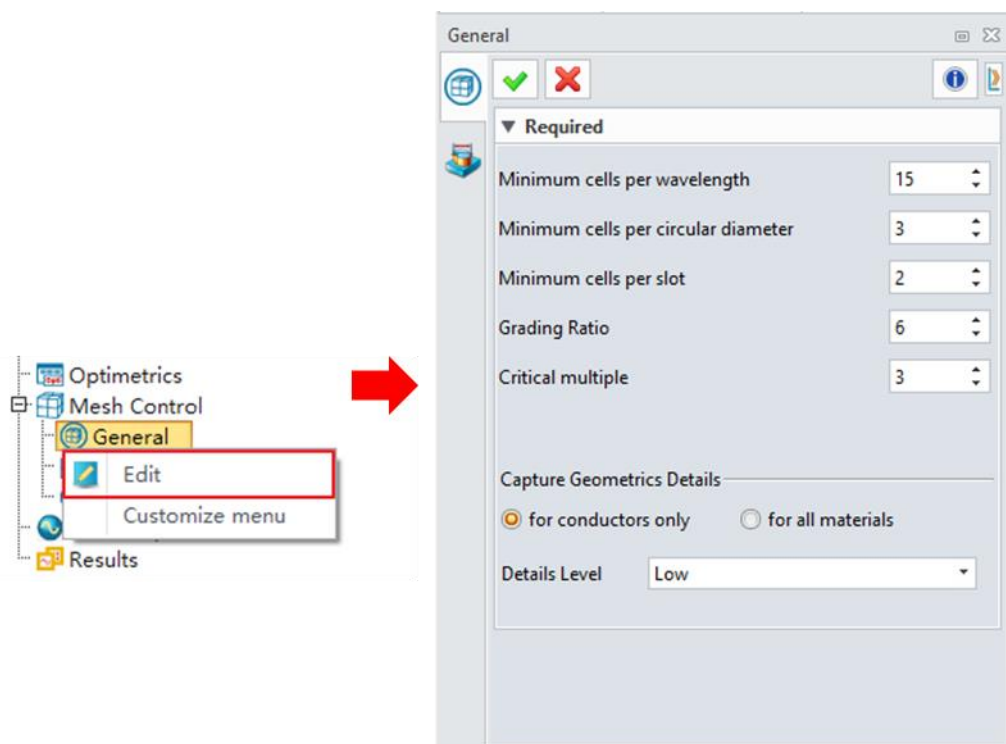 Optimetrics
Mesh Control
General
Edit
Customize menu
Results
General
Required
Minimum cells per wavelength 15
Minimum cells per circular diameter 3
Minimum cells per slot 2
Grading Ratio 6
Critical multiple 3
Capture Geometrics Details
for conductors only for all materials
Details Level Low